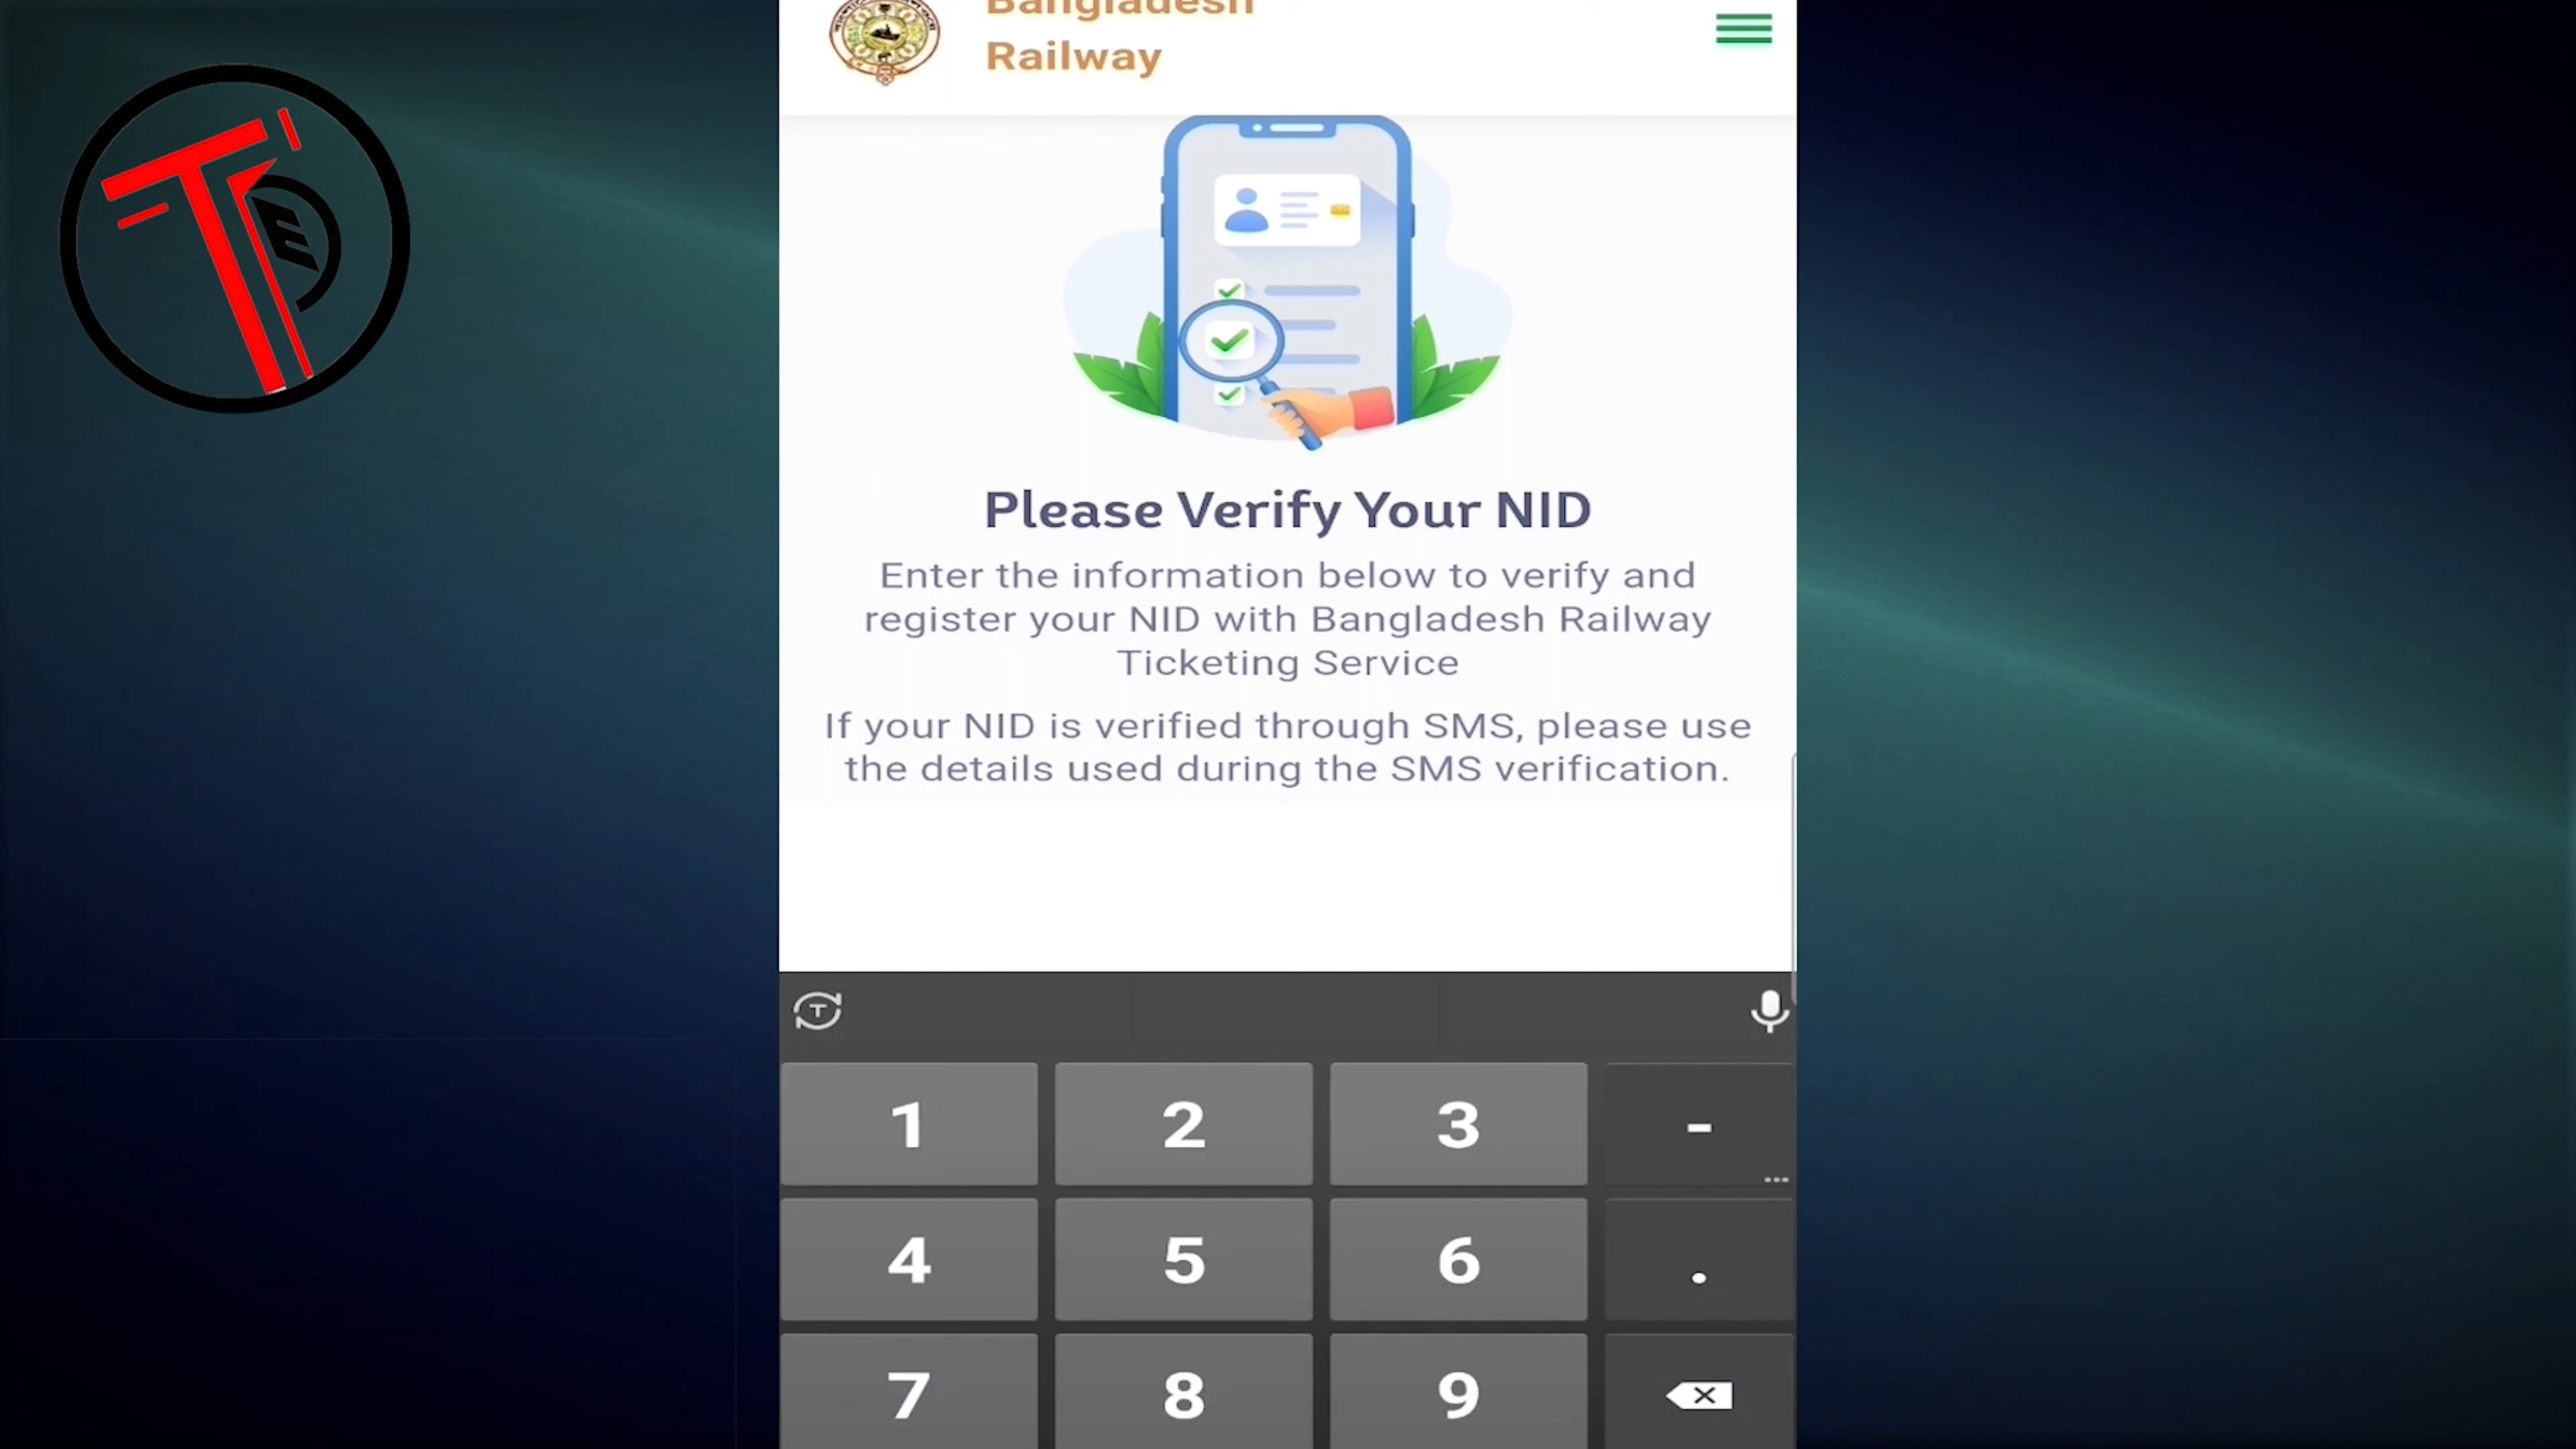 Bangladesh
Railway
Please Verify Your NID
Enter the information below to verify and
register your NID with Bangladesh Railway
Ticketing Service
If your NID is verified through SMS, please use
the details used during the SMS verification.
T
1 2 3 -
...
4 5 6 .
7 8 9